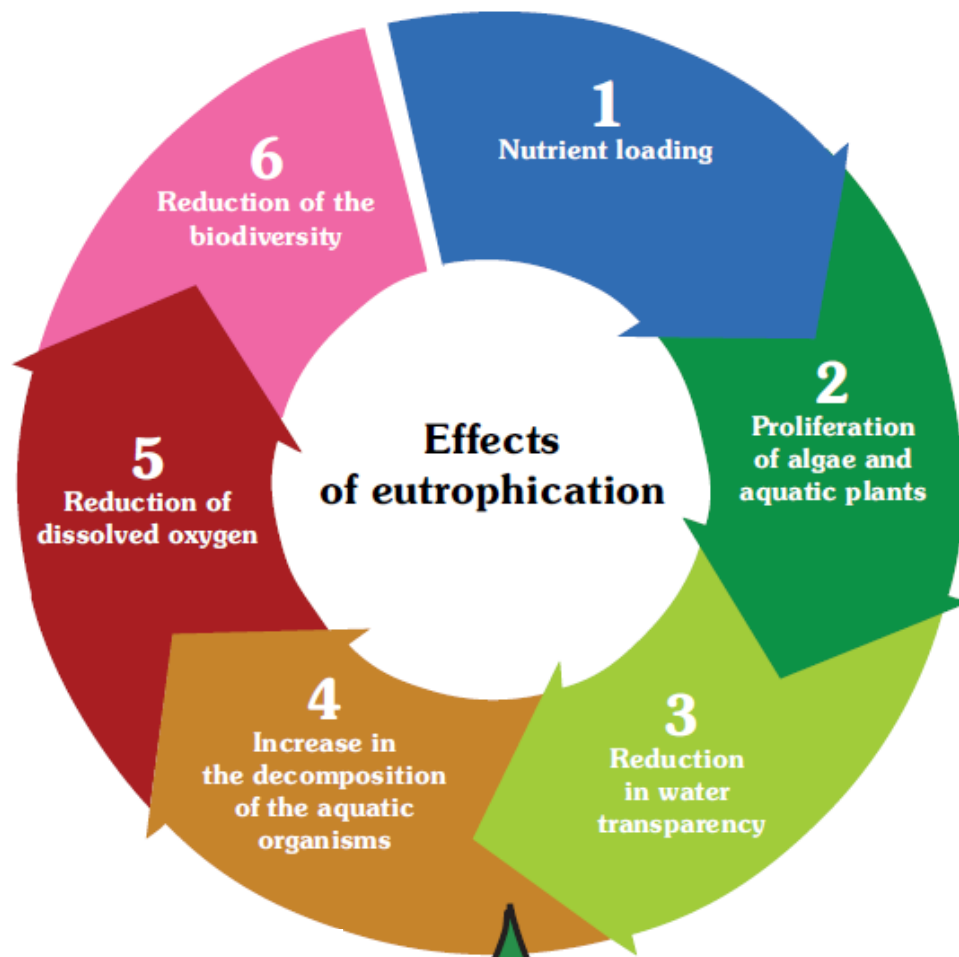 Effects
of eutrophication
1
Nutrient loading
2
Proliferation
of algae and
aquatic plants
3
Reduction
in water
transparency
4
Increase in
the decomposition
of the aquatic
organisms
5
Reduction of
dissolved oxygen
6
Reduction of the
biodiversity